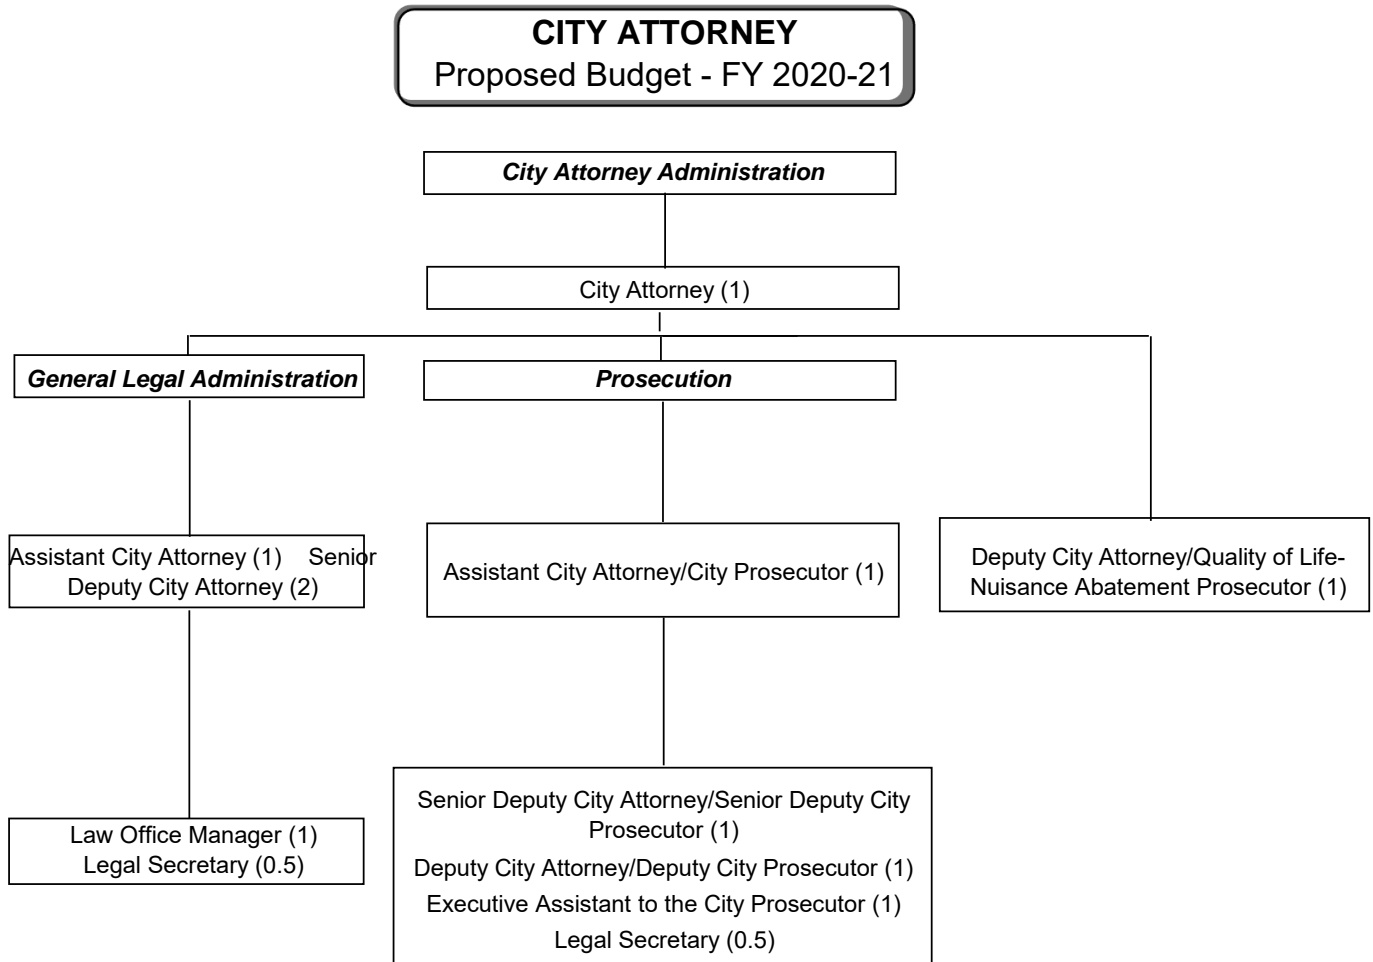 CITY ATTORNEY
Proposed Budget - FY 2020-21
City Attorney Administration
City Attorney (1)
General Legal Administration
Prosecution
Assistant City Attorney (1) Senior
Deputy City Attorney (2)
Assistant City Attorney/City Prosecutor (1)
Deputy City Attorney/Quality of Life-
Nuisance Abatement Prosecutor (1)
Law Office Manager (1)
Legal Secretary (0.5)
Senior Deputy City Attorney/Senior Deputy City
Prosecutor (1)
Deputy City Attorney/Deputy City Prosecutor (1)
Executive Assistant to the City Prosecutor (1)
Legal Secretary (0.5)